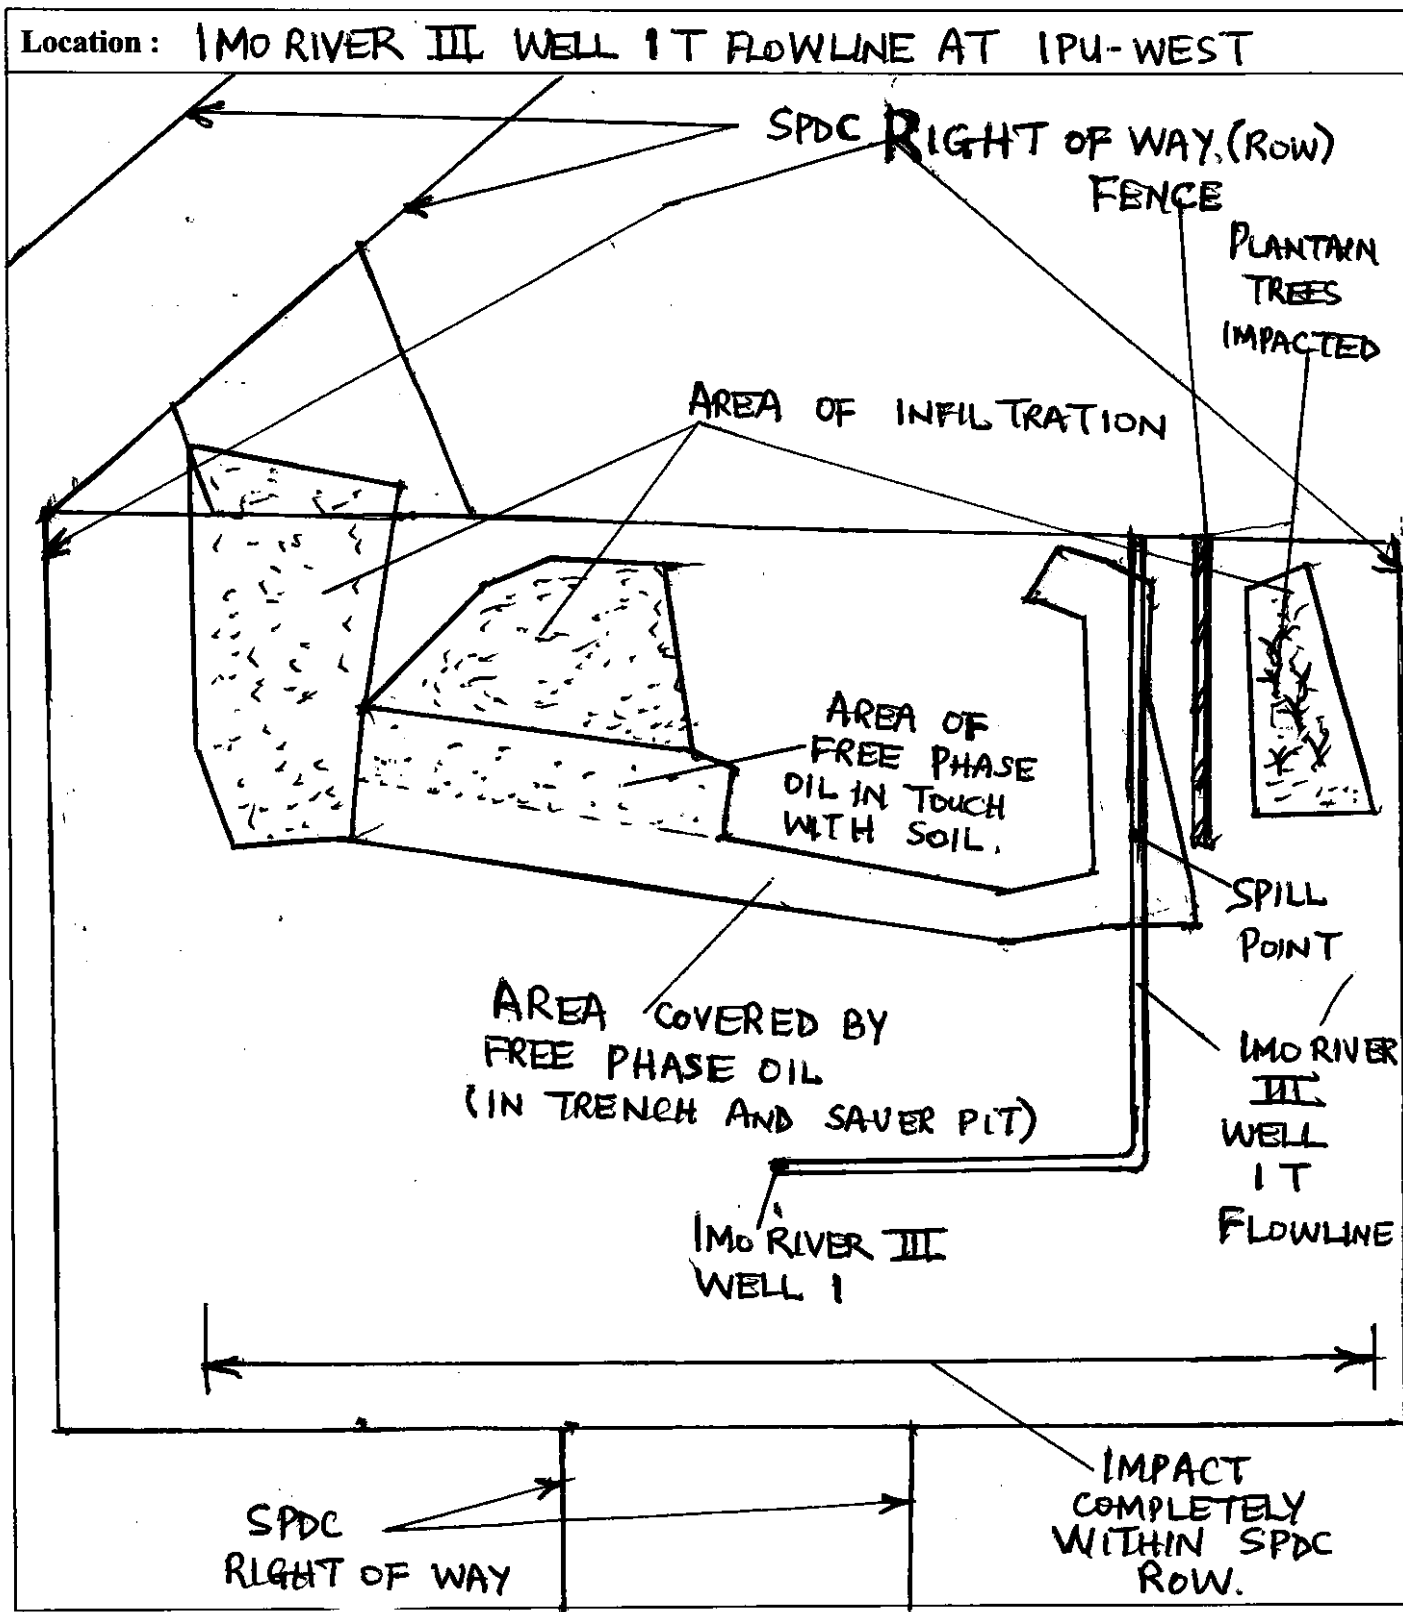 Location : IMO RIVER III WELL 1T FLOWLINE AT IPU-WEST
SPDC RIGHT OF WAY.(ROW)
FENCE
PLANTAIN
TREES
IMPACTED
AREA OF INFILTRATION
AREA OF
FREE PHASE
OIL IN TOUCH
WITH SOIL.
SPILL
POINT
AREA COVERED BY
FREE PHASE OIL
(IN TRENCH AND SAVER PIT)
IMO RIVER
III
WELL
1T
FLOWLINE
IMO RIVER III
WELL 1
SPDC
RIGHT OF WAY
IMPACT
COMPLETELY
WITHIN SPDC
ROW.